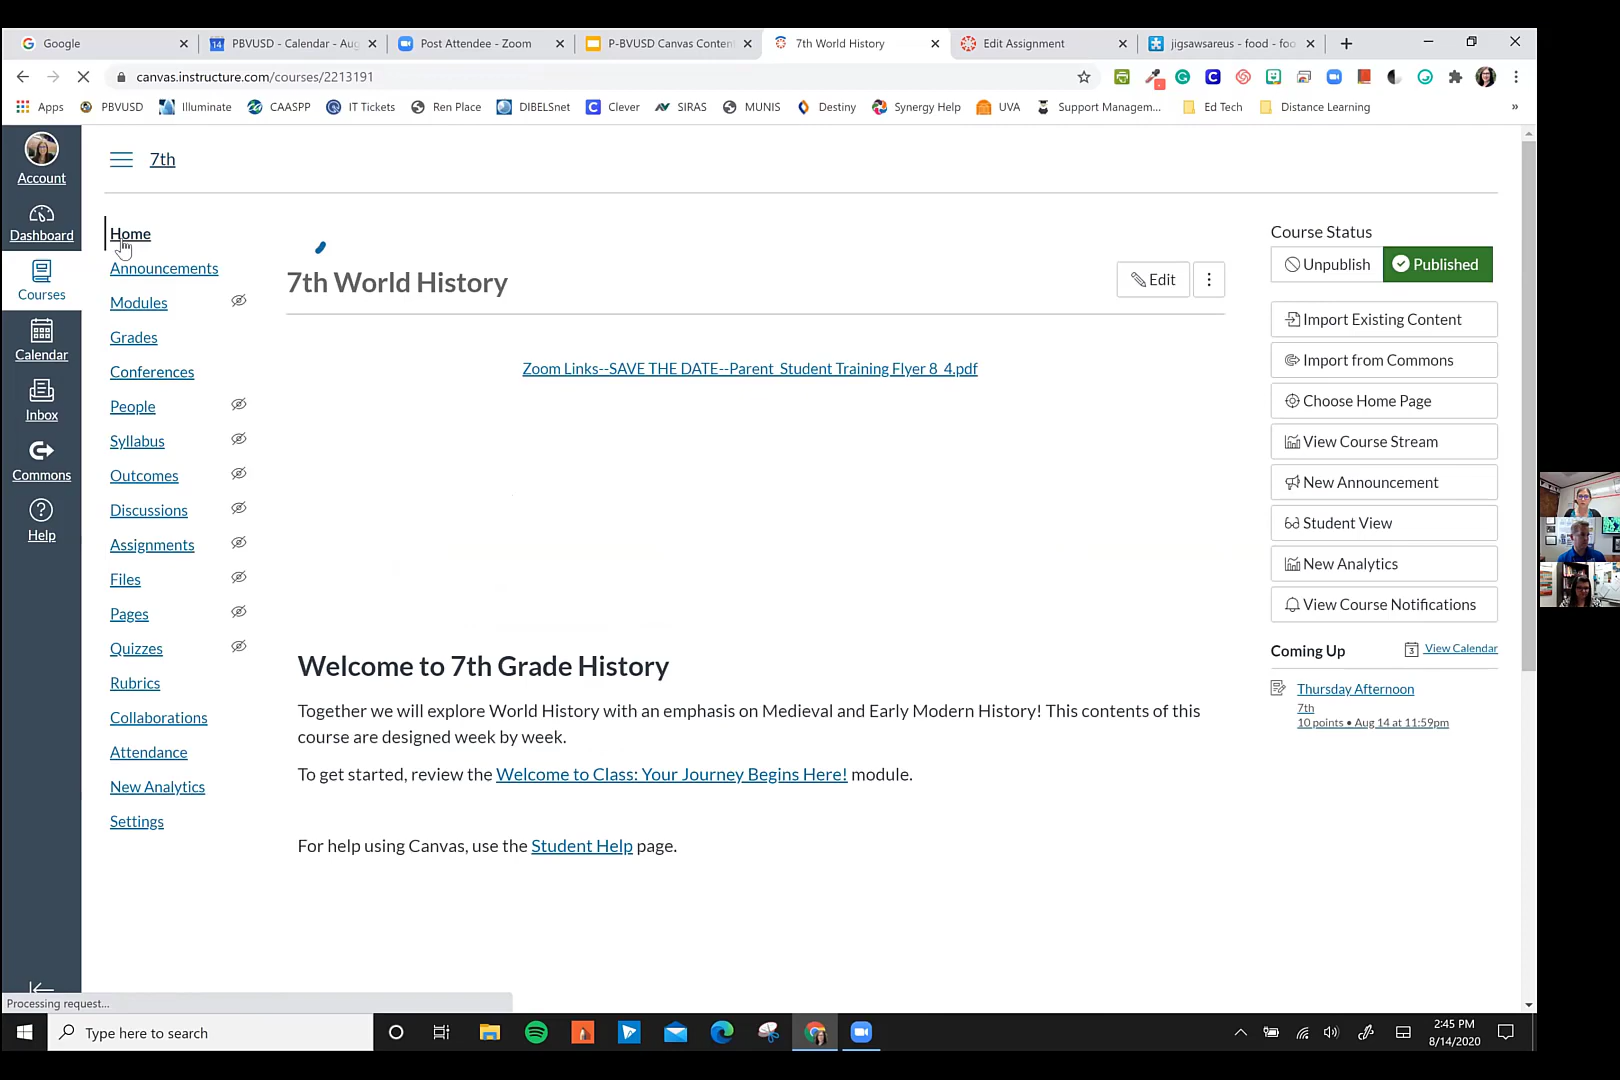 Google
14
PBVUSD - Calendar - Aug
Post Attendee - Zoom
P-BVUSD Canvas Content
7th World History
Edit Assignment
jigsawsareus - food - foo
canvas.instructure.com/courses/2213191
Apps
PBVUSD
Illuminate
CAASPP
IT Tickets
Ren Place
DIBELSnet
Clever
SIRAS
MUNIS
Destiny
Synergy Help
UVA
Support Managem...
Ed Tech
Distance Learning
»
Account
Dashboard
Courses
Calendar
Inbox
Commons
Help
7th
Home
Announcements
Modules
Grades
Conferences
People
Syllabus
Outcomes
Discussions
Assignments
Files
Pages
Quizzes
Rubrics
Collaborations
Attendance
New Analytics
Settings
7th World History
Edit
Zoom Links--SAVE THE DATE--Parent Student Training Flyer 8_4.pdf
Welcome to 7th Grade History
Together we will explore World History with an emphasis on Medieval and Early Modern History! This contents of this
course are designed week by week.
To get started, review the Welcome to Class: Your Journey Begins Here! module.
For help using Canvas, use the Student Help page.
Course Status
Unpublish
Published
Import Existing Content
Import from Commons
Choose Home Page
View Course Stream
New Announcement
Student View
New Analytics
View Course Notifications
Coming Up
3
View Calendar
Thursday Afternoon
7th
10 points • Aug 14 at 11:59pm
Processing request...
Type here to search
2:45 PM
8/14/2020